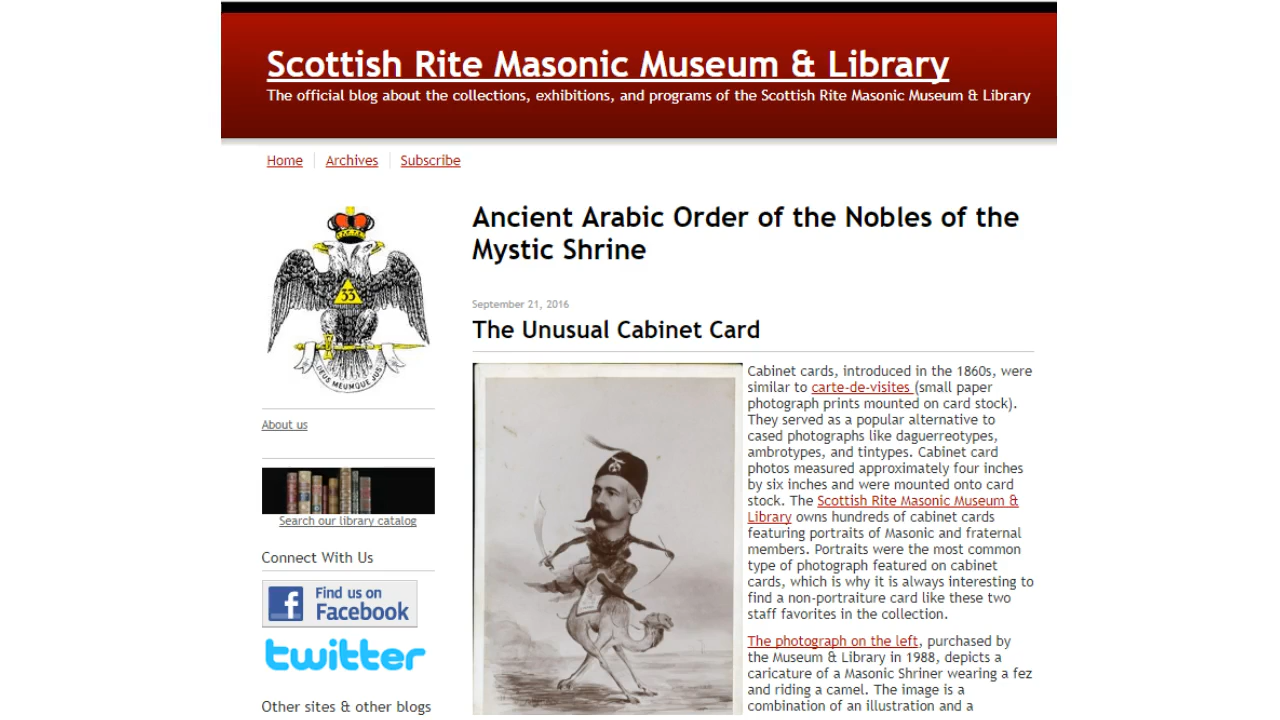 Scottish Rite Masonic Museum & Library
The official blog about the collections, exhibitions, and programs of the Scottish Rite Masonic Museum & Library
Home
Archives
Subscribe
33
DEUS MEUMQUE JUS
About us
Search our library catalog
Connect With Us
Find us on
Facebook
twitter
Other sites & other blogs
Ancient Arabic Order of the Nobles of the
Mystic Shrine
September 21, 2016
The Unusual Cabinet Card
Cabinet cards, introduced in the 1860s, were
similar to carte-de-visites (small paper
photograph prints mounted on card stock).
They served as a popular alternative to
cased photographs like daguerreotypes,
ambrotypes, and tintypes. Cabinet card
photos measured approximately four inches
by six inches and were mounted onto card
stock. The Scottish Rite Masonic Museum &
Library owns hundreds of cabinet cards
featuring portraits of Masonic and fraternal
members. Portraits were the most common
type of photograph featured on cabinet
cards, which is why it is always interesting to
find a non-portraiture card like these two
staff favorites in the collection.
The photograph on the left, purchased by
the Museum & Library in 1988, depicts a
caricature of a Masonic Shriner wearing a fez
and riding a camel. The image is a
combination of an illustration and a